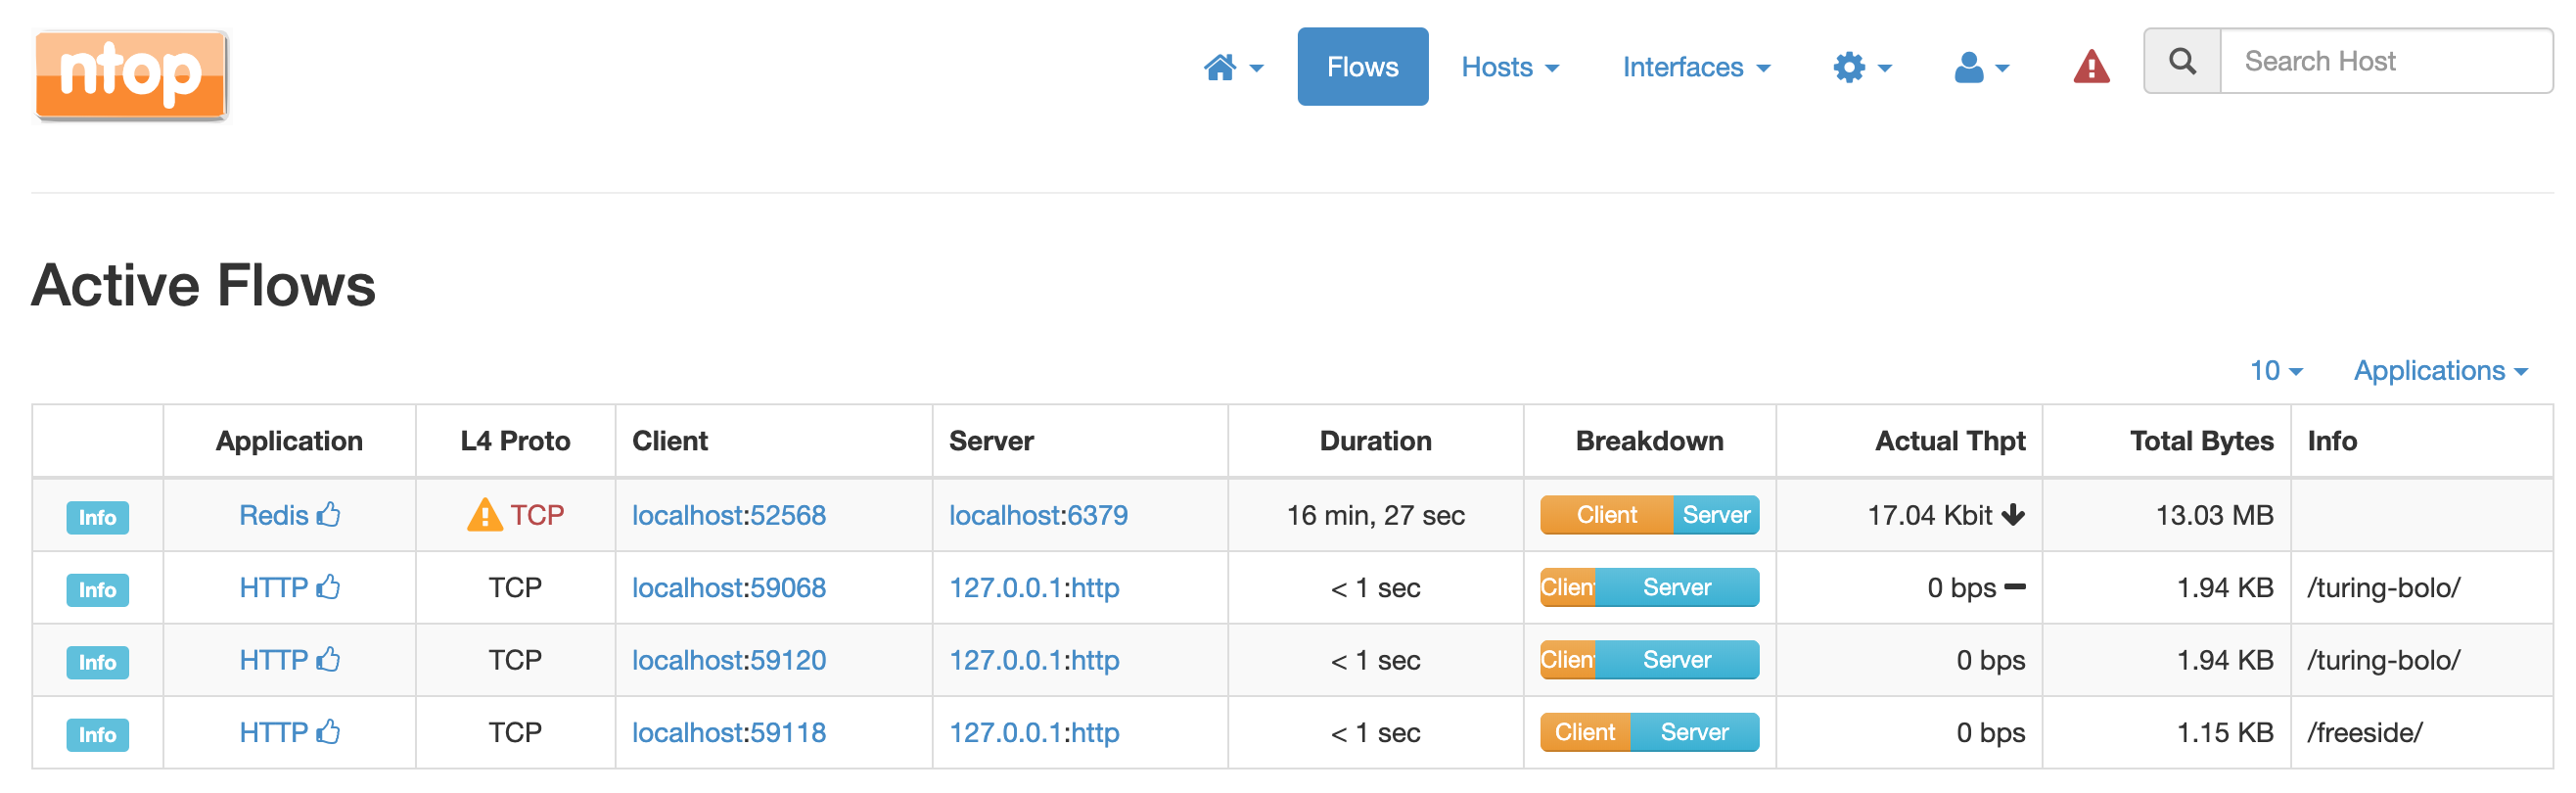 ntop
Flows Hosts Interfaces Search Host
Active Flows
10 Applications
Application L4 Proto Client Server Duration Breakdown Actual Thpt Total Bytes Info
Info Redis TCP localhost:52568 localhost:6379 16 min, 27 sec Client Server 17.04 Kbit 13.03 MB
Info HTTP TCP localhost:59068 127.0.0.1:http < 1 sec Client Server 0 bps 1.94 KB /turing-bolo/
Info HTTP TCP localhost:59120 127.0.0.1:http < 1 sec Client Server 0 bps 1.94 KB /turing-bolo/
Info HTTP TCP localhost:59118 127.0.0.1:http < 1 sec Client Server 0 bps 1.15 KB /freeside/